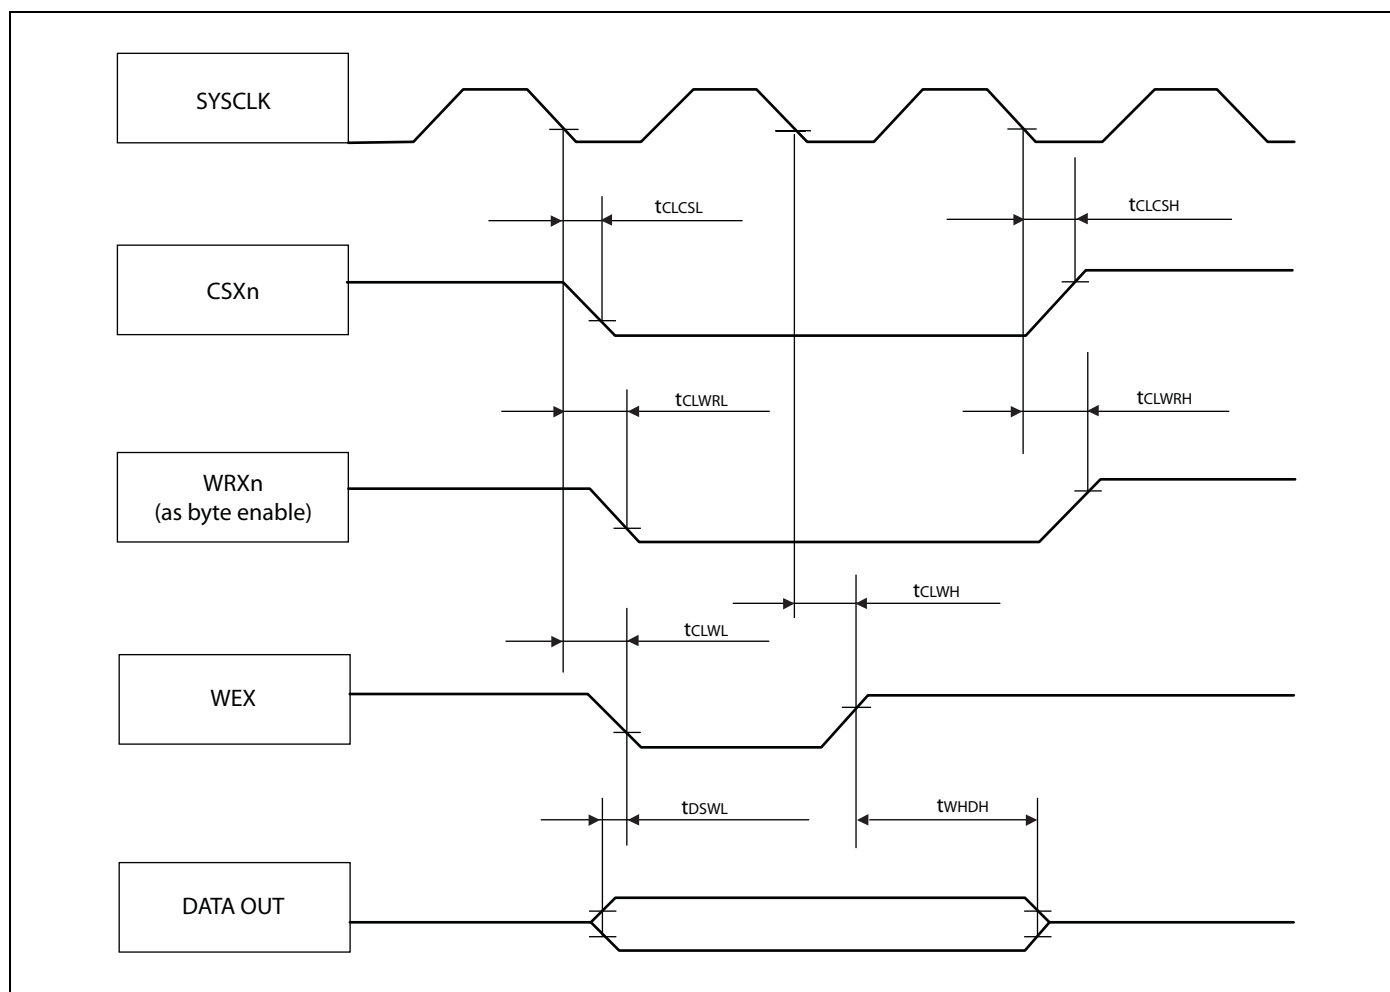 SYSCLK
tCLCSL
tCLCSH
CSXn
tCLWRL
tCLWRH
WRXn
(as byte enable)
tCLWH
tCLWL
WEX
tDSWL
tWHDH
DATA OUT